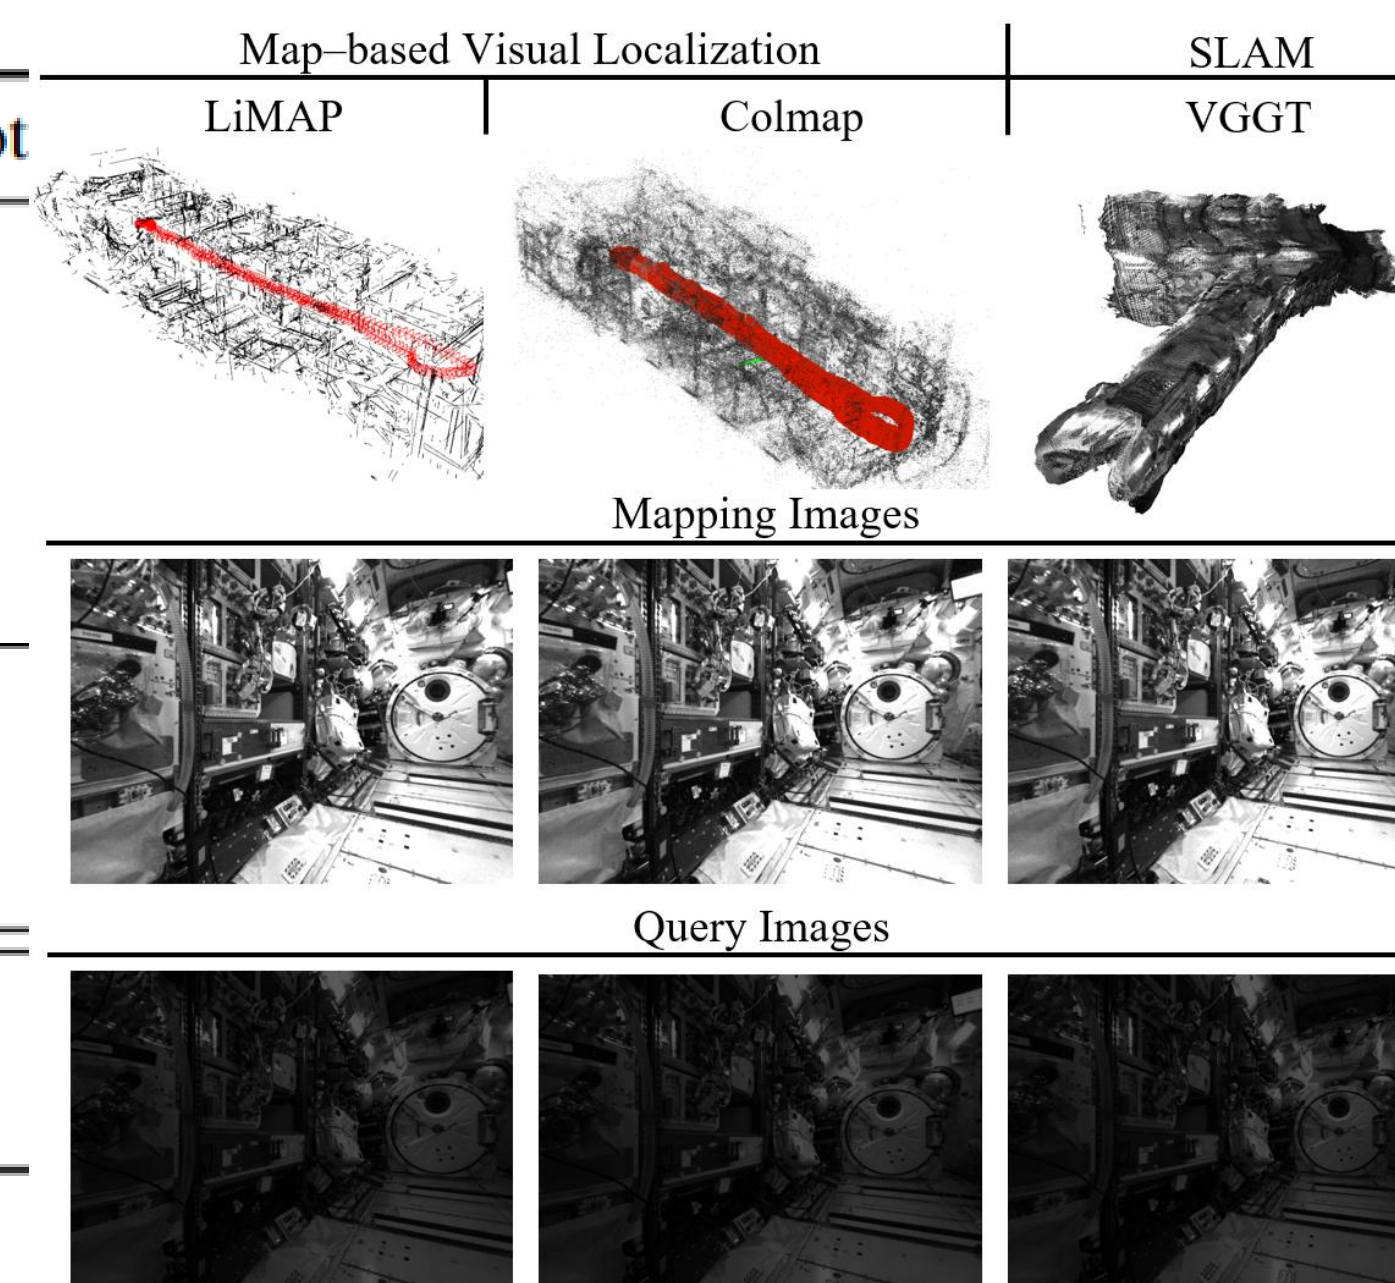 Map–based Visual Localization
SLAM
LiMAP
Colmap
VGGT
Mapping Images
Query Images